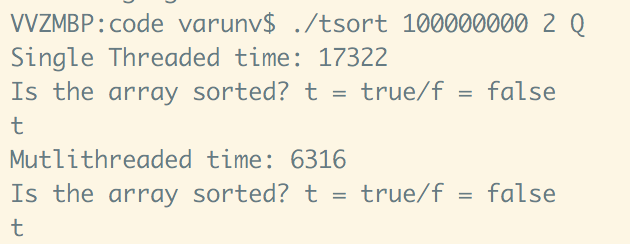 VVZMBP:code varunv$ ./tsort 100000000 2 Q
Single Threaded time: 17322
Is the array sorted? t = true/f = false
t
Mutlithreaded time: 6316
Is the array sorted? t = true/f = false
t